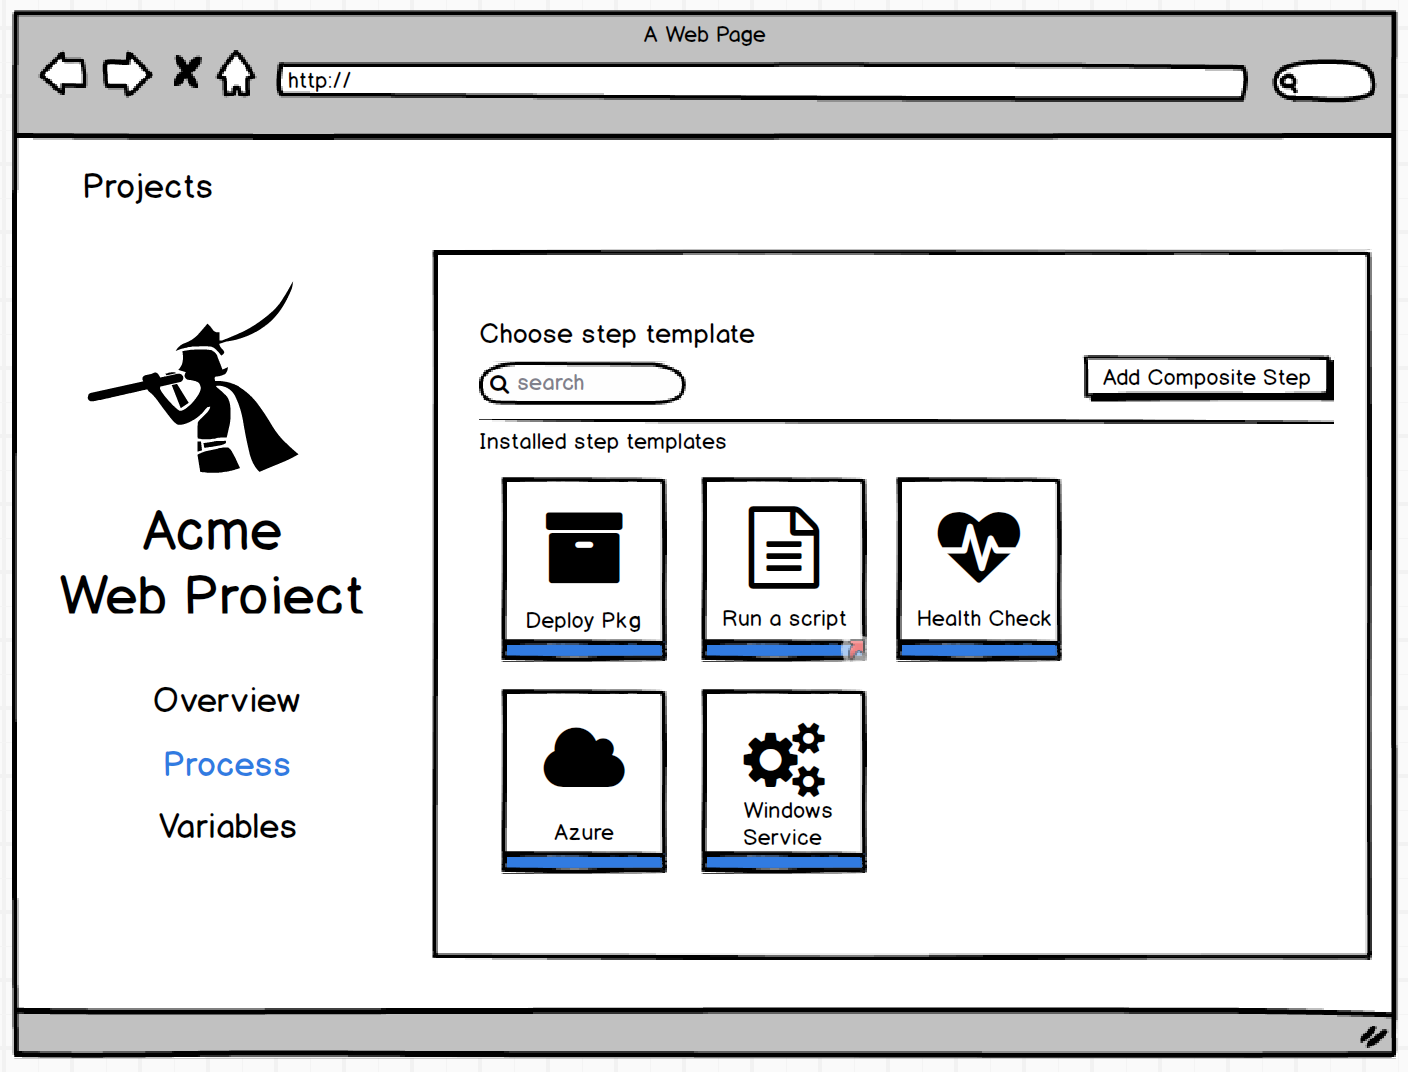 A Web Page
http://
Projects
Choose step template
search
Add Composite Step
Installed step templates
Deploy Pkg
Run a script
Health Check
Azure
Windows
Service
Acme
Web Project
Overview
Process
Variables